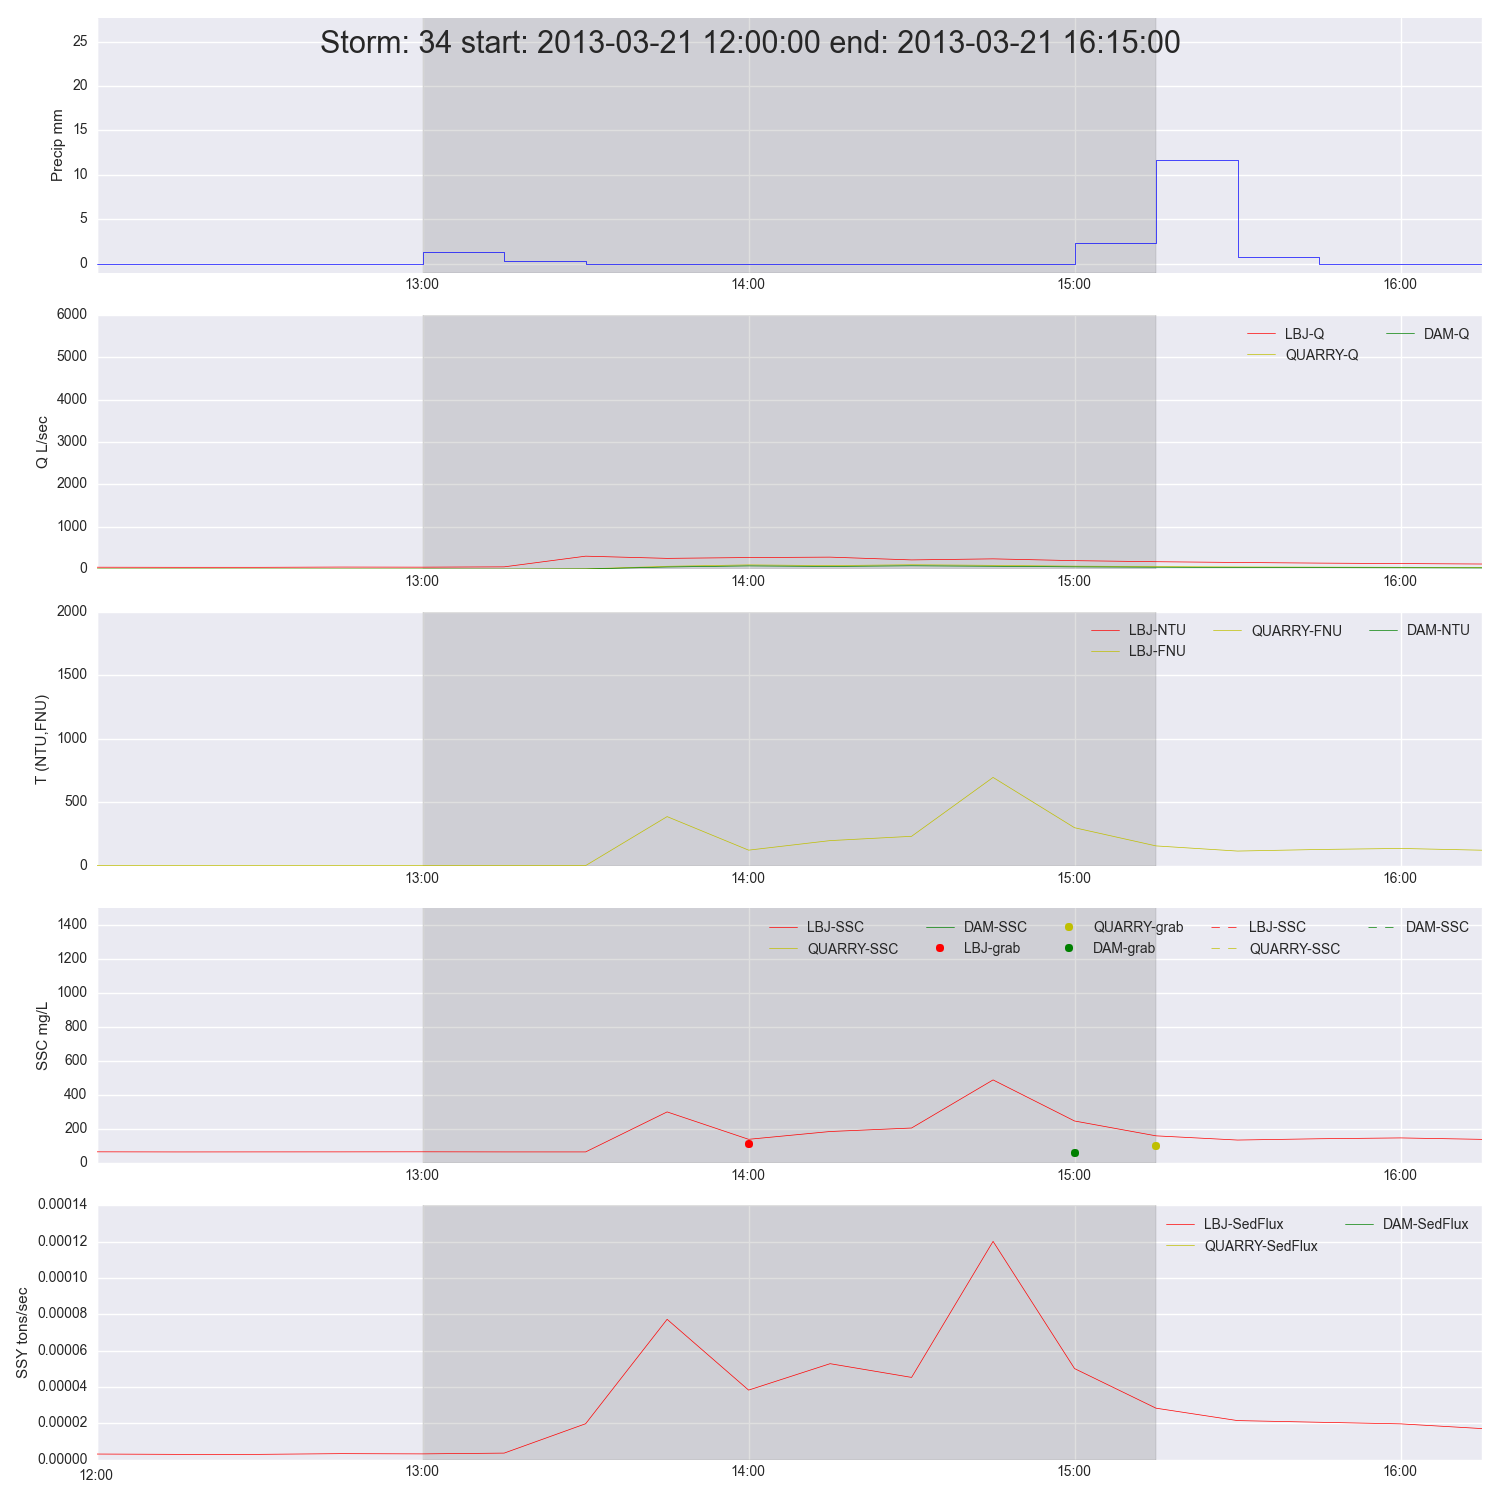 Storm: 34 start: 2013-03-21 12:00:00 end: 2013-03-21 16:15:00
Precip mm
25
20
15
10
5
0
13:00 14:00 15:00 16:00
Q L/sec
6000
5000
4000
3000
2000
1000
0
LBJ-Q DAM-Q
QUARRY-Q
13:00 14:00 15:00 16:00
T (NTU,FNU)
2000
1500
1000
500
0
LBJ-NTU QUARRY-FNU DAM-NTU
LBJ-FNU
13:00 14:00 15:00 16:00
SSC mg/L
1400
1200
1000
800
600
400
200
0
LBJ-SSC DAM-SSC QUARRY-grab LBJ-SSC DAM-SSC
QUARRY-SSC LBJ-grab DAM-grab QUARRY-SSC
13:00 14:00 15:00 16:00
SSY tons/sec
0.00014
0.00012
0.00010
0.00008
0.00006
0.00004
0.00002
0.00000
LBJ-SedFlux DAM-SedFlux
QUARRY-SedFlux
12:00 13:00 14:00 15:00 16:00